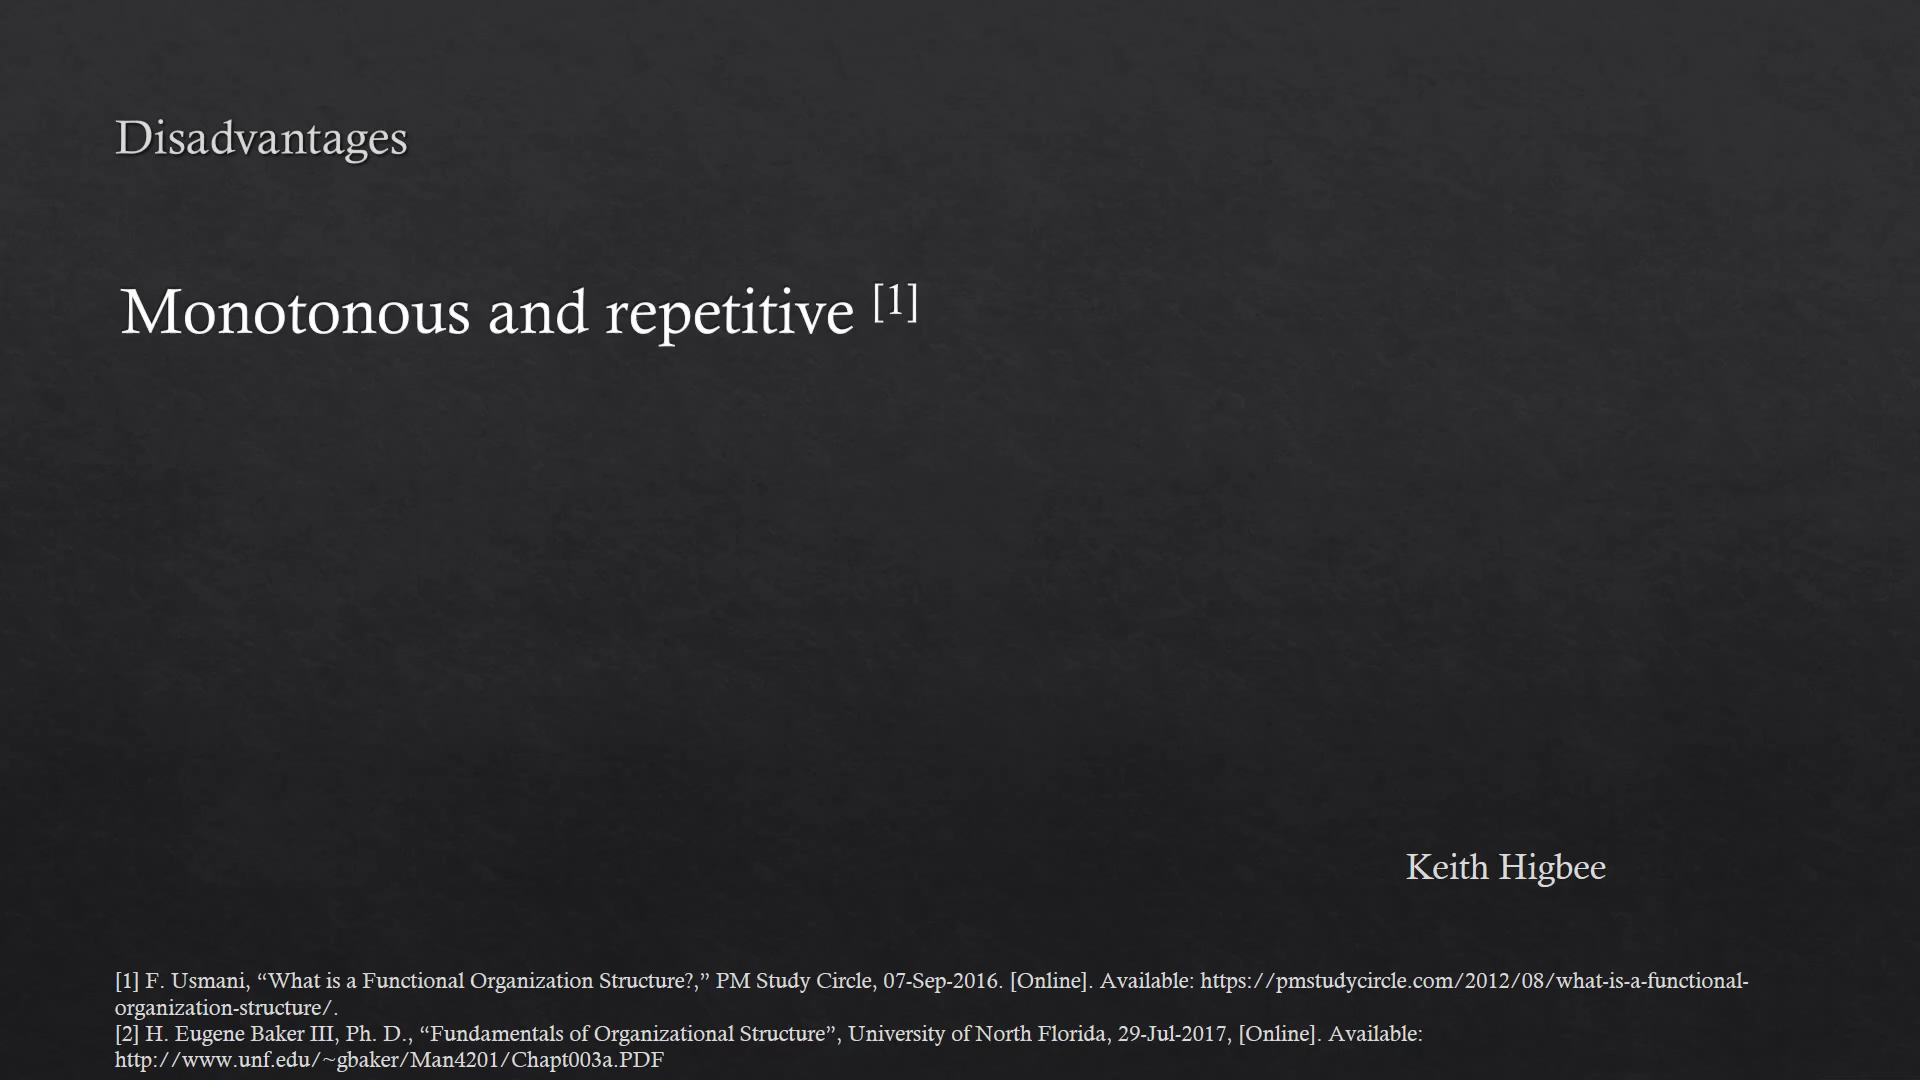 Disadvantages
Monotonous and repetitive [1]
Keith Higbee
[1] F. Usmani, “What is a Functional Organization Structure?,” PM Study Circle, 07-Sep-2016. [Online]. Available: https://pmstudycircle.com/2012/08/what-is-a-functional-
organization-structure/.
[2] H. Eugene Baker III, Ph. D., “Fundamentals of Organizational Structure”, University of North Florida, 29-Jul-2017, [Online]. Available:
http://www.unf.edu/~gbaker/Man4201/Chapt003a.PDF